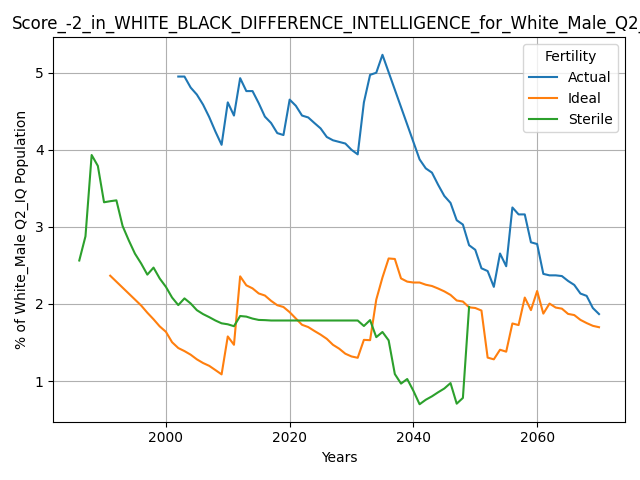 Score_-2_in_WHITE_BLACK_DIFFERENCE_INTELLIGENCE_for_White_Male_Q2_
Fertility
Actual
Ideal
Sterile
% of White_Male Q2_IQ Population
5
4
3
2
1
2000 2020 2040 2060
Years